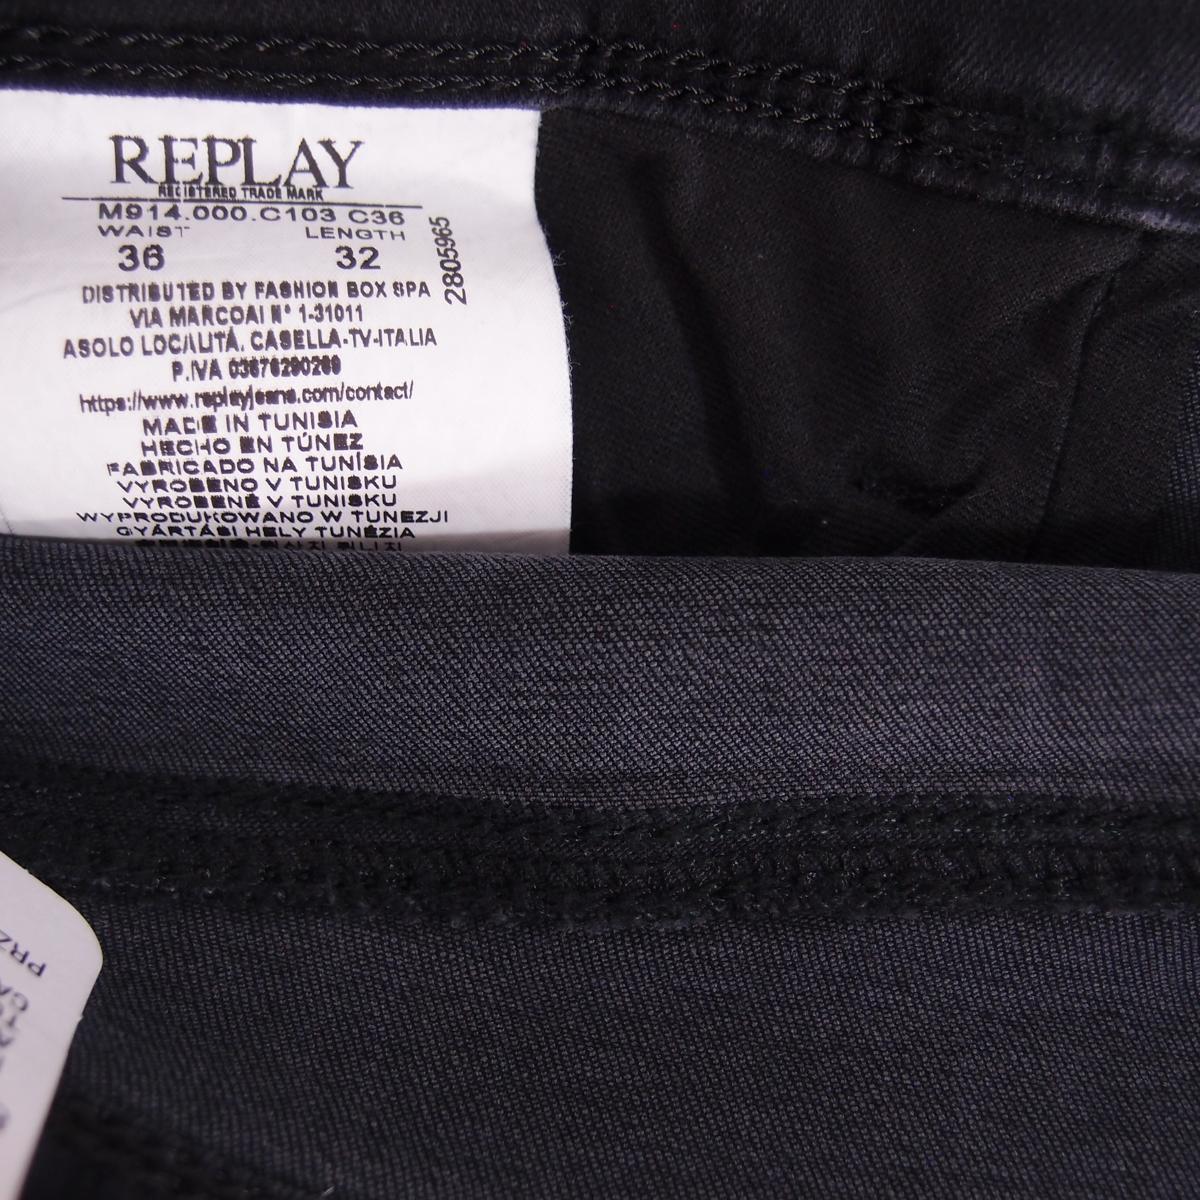 REPLAY
REGISTERED TRADE MARK
M914.000.C103 C36
WAIST LENGTH
36 32
2805965
DISTRIBUTED BY FASHION BOX SPA
VIA MARCOAI N° 1-31011
ASOLO LOCALITÁ. CASELLA-TV-ITALIA
P.IVA 03676290269
https://www.replayjeans.com/contact/
MADE IN TUNISIA
HECHO EN TÚNEZ
FABRICADO NA TUNÍSIA
VYROBENO V TUNISKU
VYROBENÉ V TUNISKU
WYPRODUKOWANO W TUNEZJI
GYÁRTÁSI HELY TUNÉZIA
PRZ